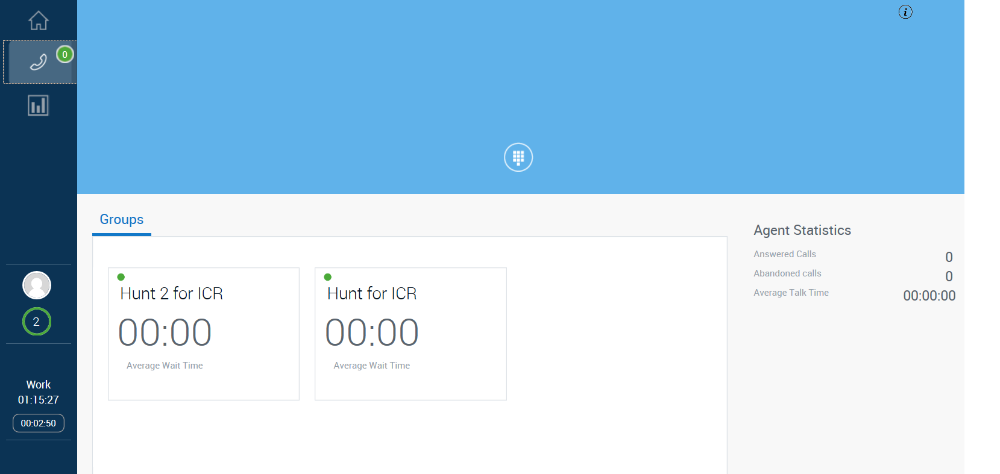 i
0
2
Work
01:15:27
00:02:50
Groups
Hunt 2 for ICR
00:00
Average Wait Time
Hunt for ICR
00:00
Average Wait Time
Agent Statistics
Answered Calls 0
Abandoned calls 0
Average Talk Time 00:00:00